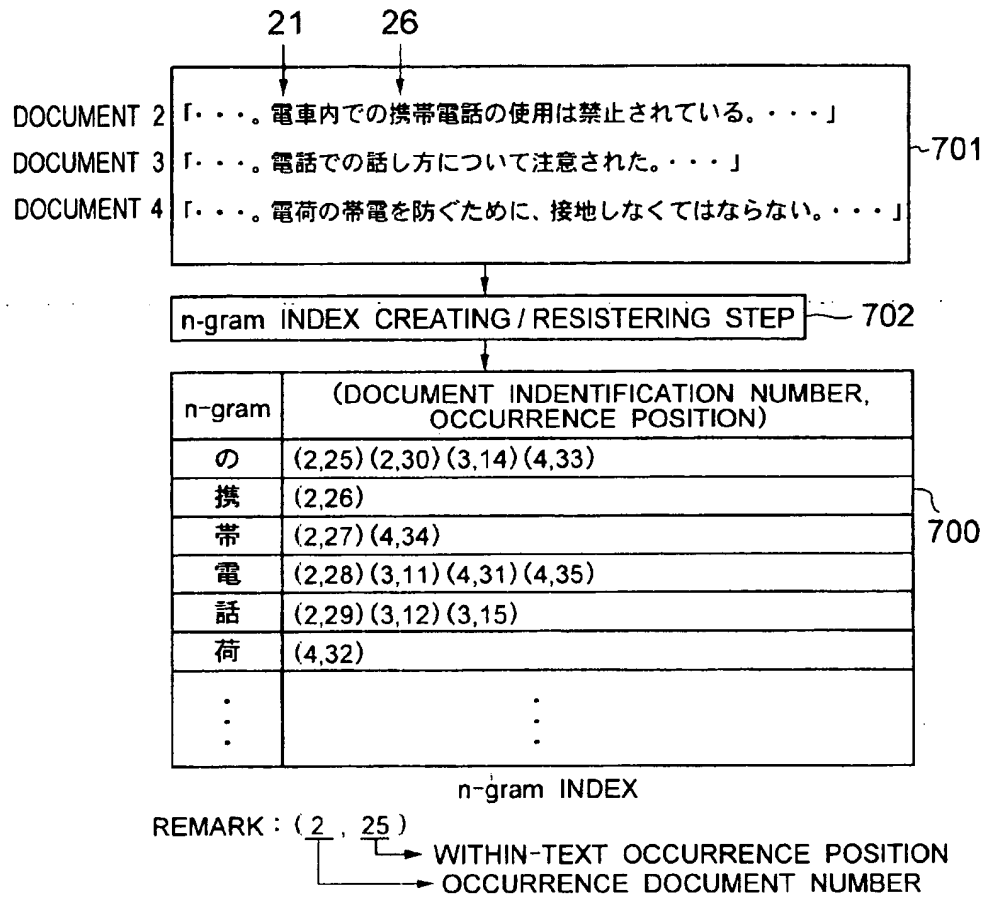 21 26
DOCUMENT 2 「・・・。電車内での携帯電話の使用は禁止されている。・・・」
DOCUMENT 3 「・・・。電話での話し方について注意された。・・・」
DOCUMENT 4 「・・・。電荷の帯電を防ぐために、接地しなくてはならない。・・・」
701
n-gram INDEX CREATING / RESISTERING STEP
702
n-gram (DOCUMENT INDENTIFICATION NUMBER,
OCCURRENCE POSITION)
の (2,25)(2,30)(3,14)(4,33)
携 (2,26)
帯 (2,27)(4,34)
電 (2,28)(3,11)(4,31)(4,35)
話 (2,29)(3,12)(3,15)
荷 (4,32)
700
n-gram INDEX
REMARK : (2 , 25)
WITHIN-TEXT OCCURRENCE POSITION
OCCURRENCE DOCUMENT NUMBER